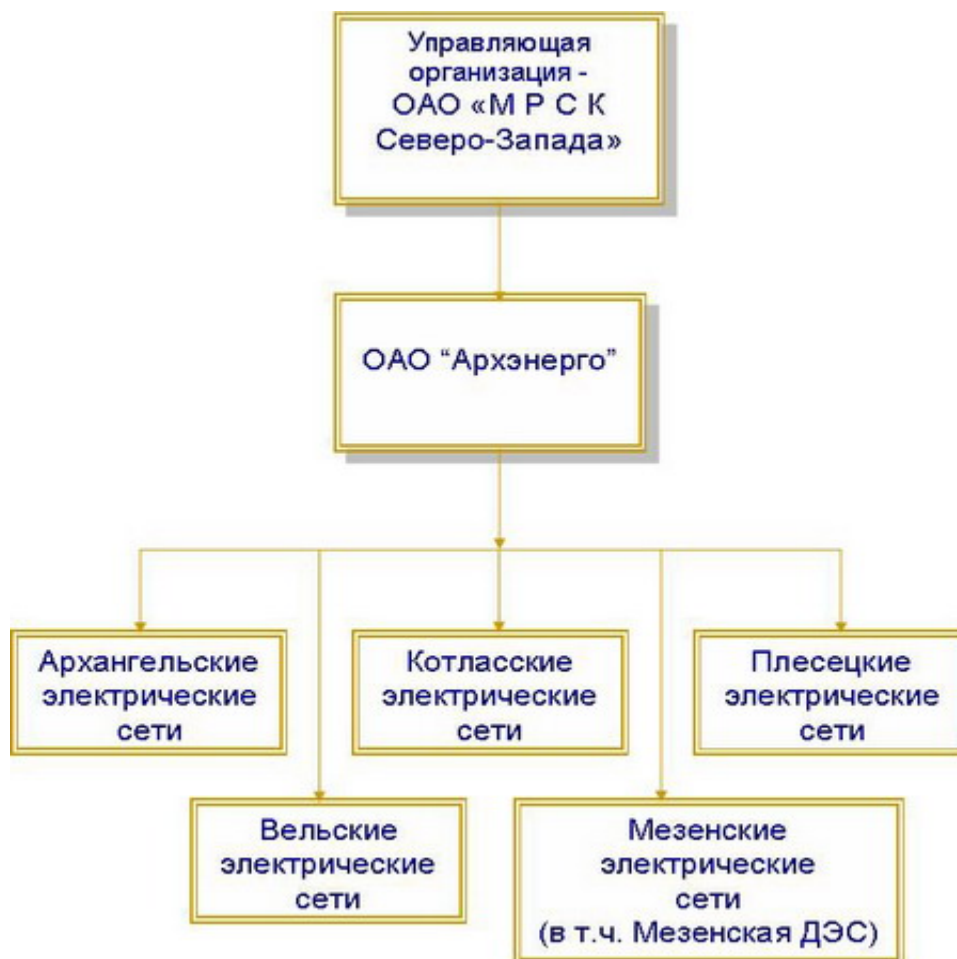 Управляющая
организация -
ОАО «М Р С К
Северо-Запада»
ОАО “Архэнерго”
Архангельские
электрические
сети
Котласские
электрические
сети
Плесецкие
электрические
сети
Вельские
электрические
сети
Мезенские
электрические
сети
(в т.ч. Мезенская ДЭС)